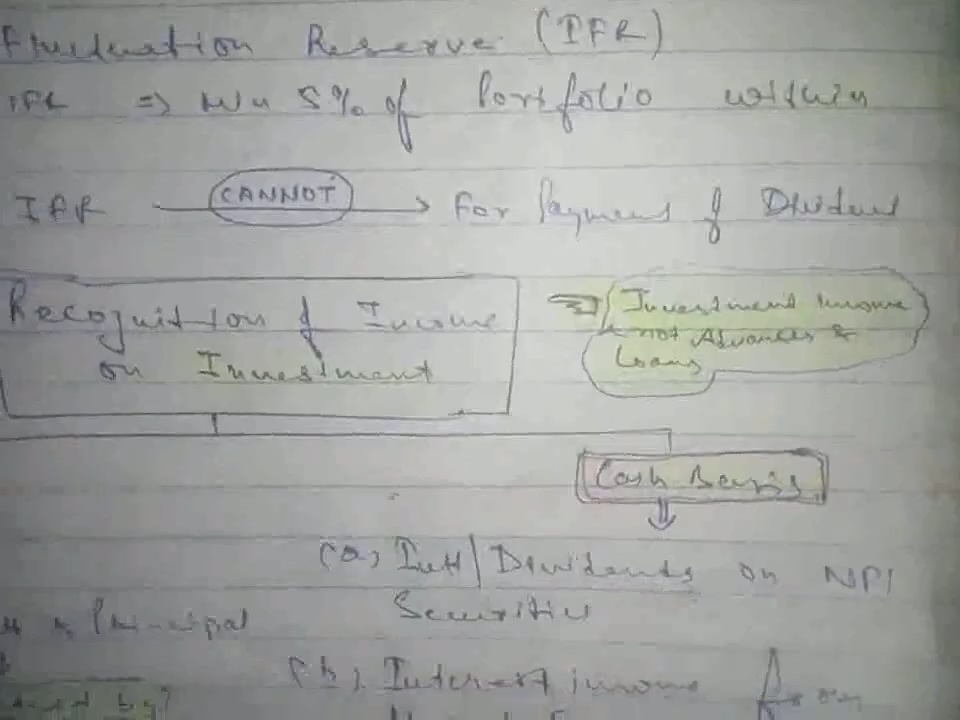 Fluctuation Reserve (IFR)
IFR => Min 5% of Portfolio within
IFR CANNOT For Payment of Dividend
Recognition of Income
on Investment
Investment Income
not Advances &
Loans
Cash Basis
(a) Intt/Dividends on NPI
Securities
Principal
(b). Interest income